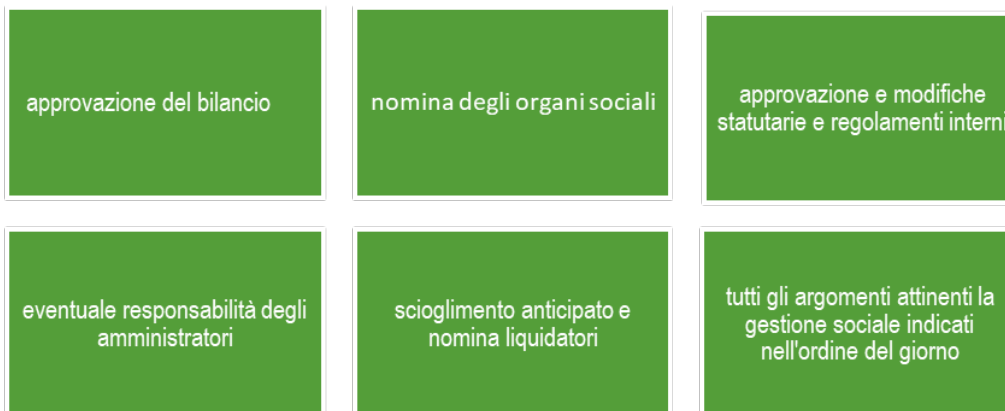 approvazione del bilancio
nomina degli organi sociali
approvazione e modifiche
statutarie e regolamenti interni
eventuale responsabilità degli
amministratori
scioglimento anticipato e
nomina liquidatori
tutti gli argomenti attinenti la
gestione sociale indicati
nell'ordine del giorno